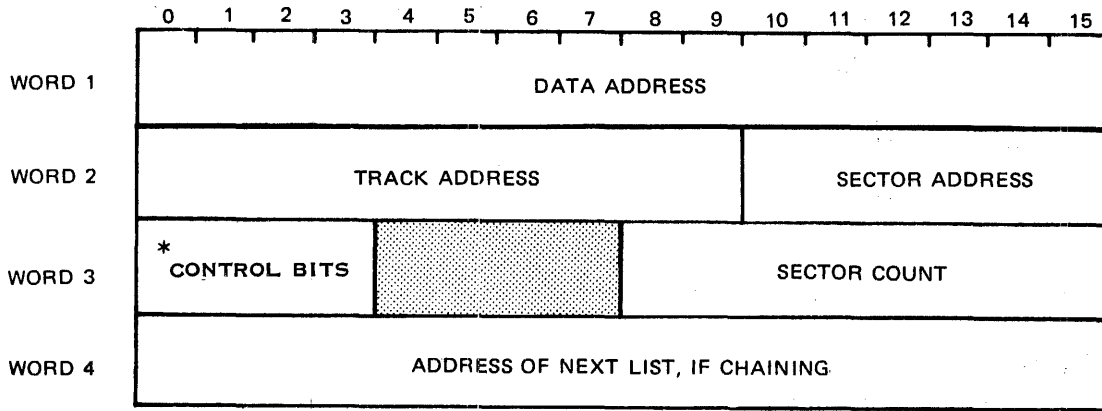 0 1 2 3 4 5 6 7 8 9 10 11 12 13 14 15
WORD 1 DATA ADDRESS
WORD 2 TRACK ADDRESS SECTOR ADDRESS
WORD 3 * CONTROL BITS SECTOR COUNT
WORD 4 ADDRESS OF NEXT LIST, IF CHAINING